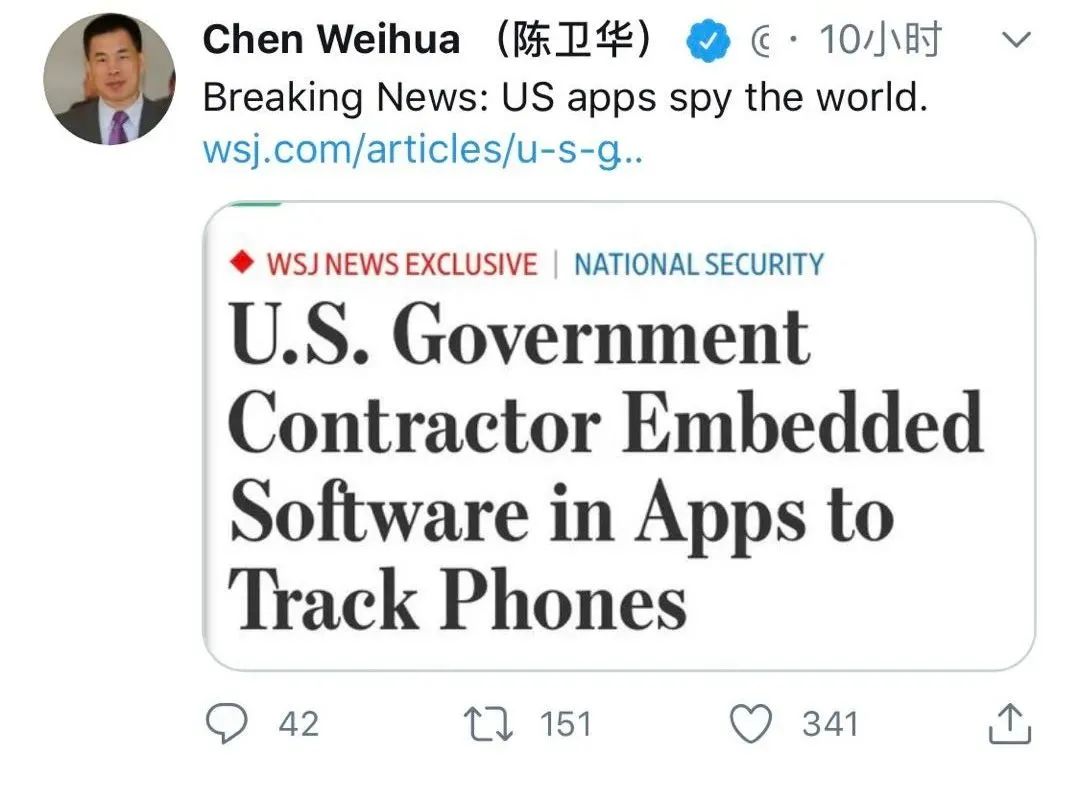 Chen Weihua （陈卫华） @ · 10小时
Breaking News: US apps spy the world.
wsj.com/articles/u-s-g...
WSJ NEWS EXCLUSIVE | NATIONAL SECURITY
U.S. Government
Contractor Embedded
Software in Apps to
Track Phones
42 151 341